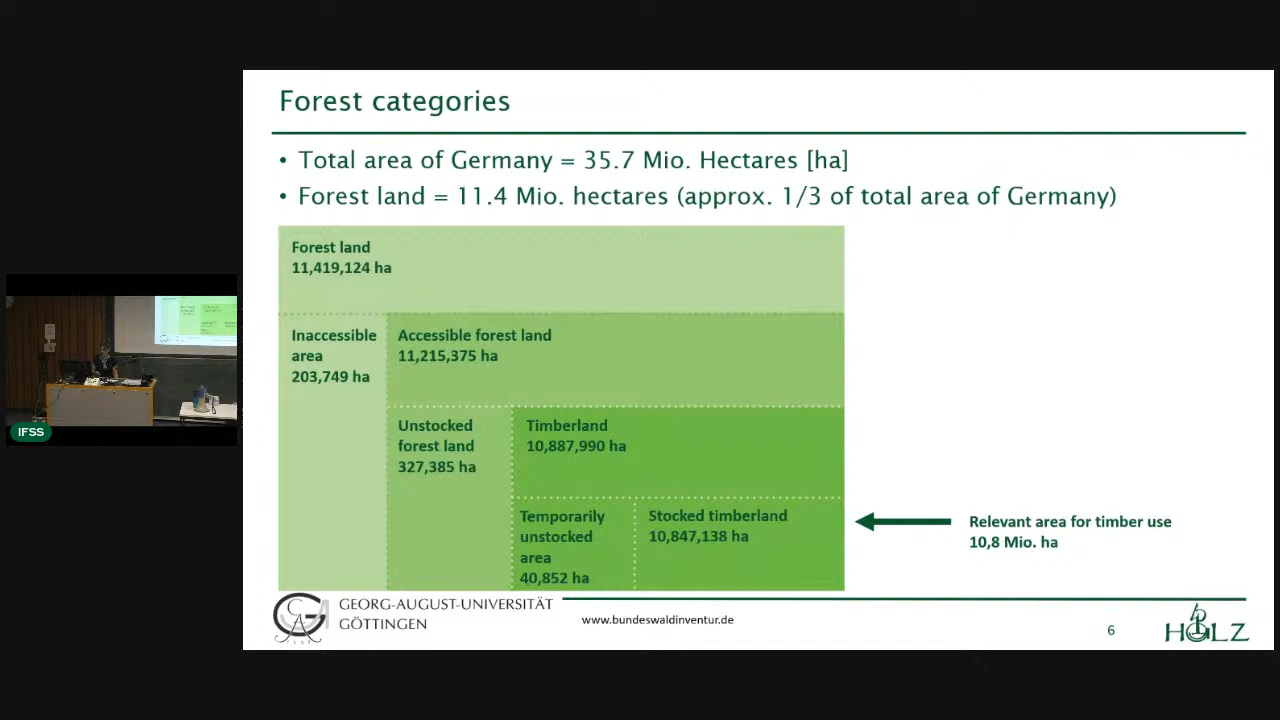 Forest categories
• Total area of Germany = 35.7 Mio. Hectares [ha]
• Forest land = 11.4 Mio. hectares (approx. 1/3 of total area of Germany)
Forest land
11,419,124 ha
Inaccessible
area
203,749 ha
Accessible forest land
11,215,375 ha
Unstocked
forest land
327,385 ha
Timberland
10,887,990 ha
Temporarily
unstocked
area
40,852 ha
Stocked timberland
10,847,138 ha
Relevant area for timber use
10,8 Mio. ha
IFSS
GEORG-AUGUST-UNIVERSITÄT
GÖTTINGEN
www.bundeswaldinventur.de
6
HOLZ